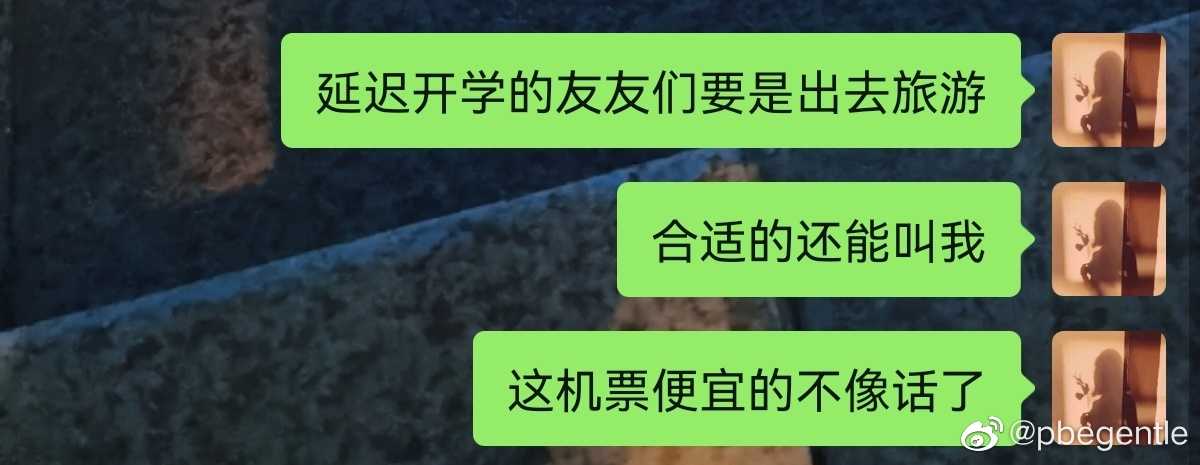 延迟开学的友友们要是出去旅游
合适的还能叫我
这机票便宜的不像话了
@pbegentle